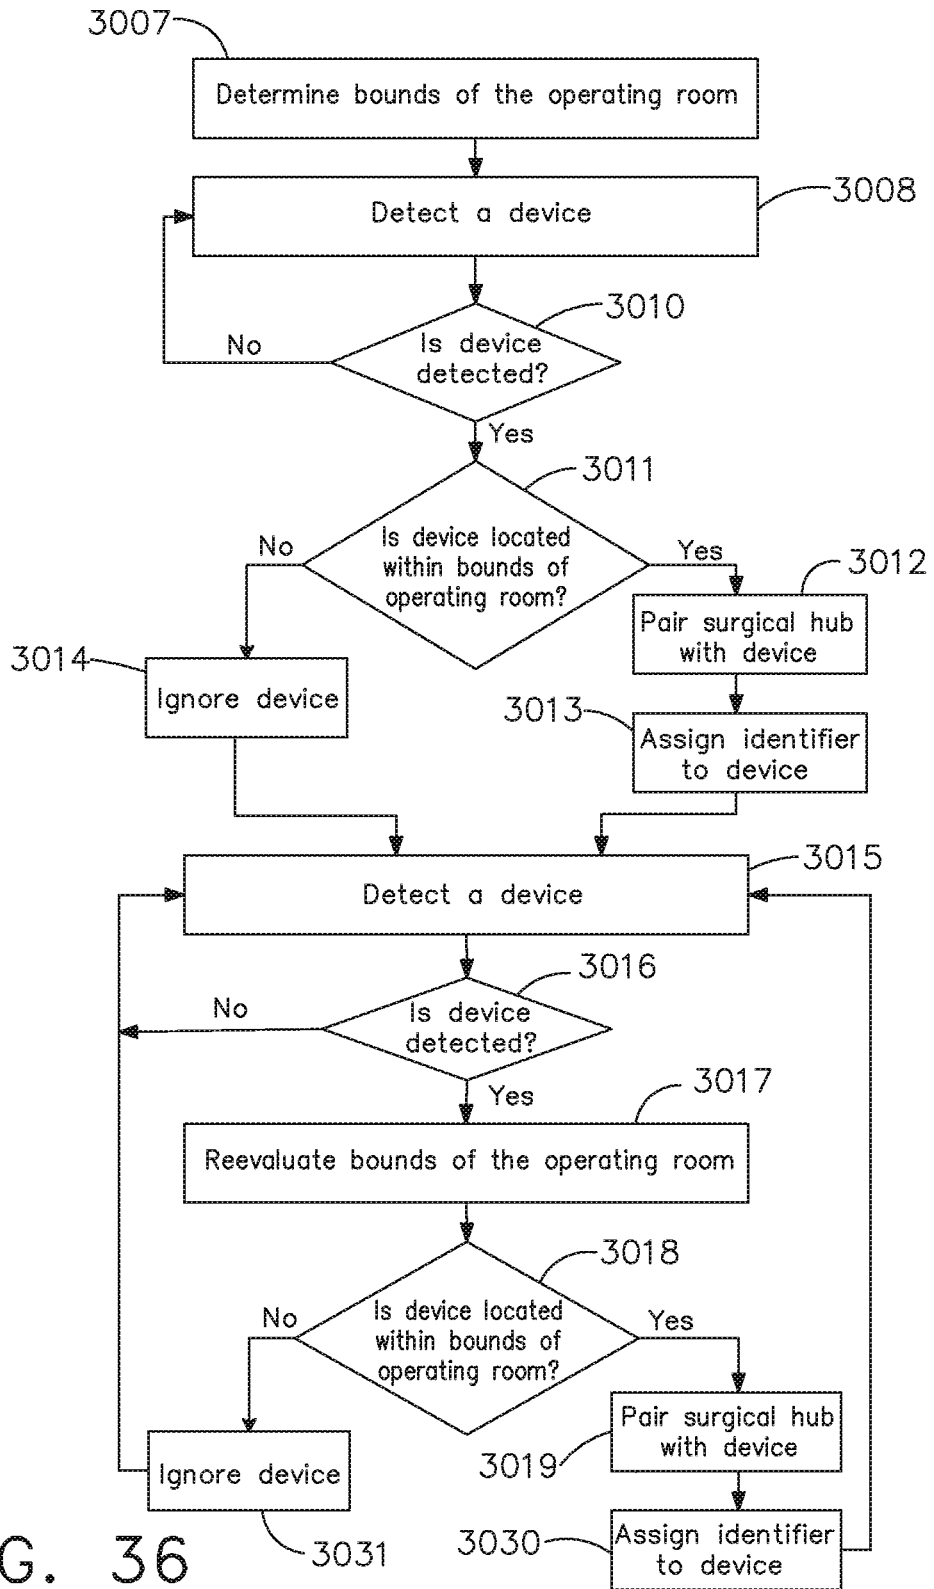 3007
Determine bounds of the operating room
3008
Detect a device
3010
Is device
detected?
No
Yes
3011
Is device located
within bounds of
operating room?
No
Yes
3012
Pair surgical hub
with device
3014
Ignore device
3013
Assign identifier
to device
3015
Detect a device
3016
Is device
detected?
No
Yes
3017
Reevaluate bounds of the operating room
3018
Is device located
within bounds of
operating room?
No
Yes
Pair surgical hub
with device
3019
Ignore device
3031
3030
Assign identifier
to device
G. 36